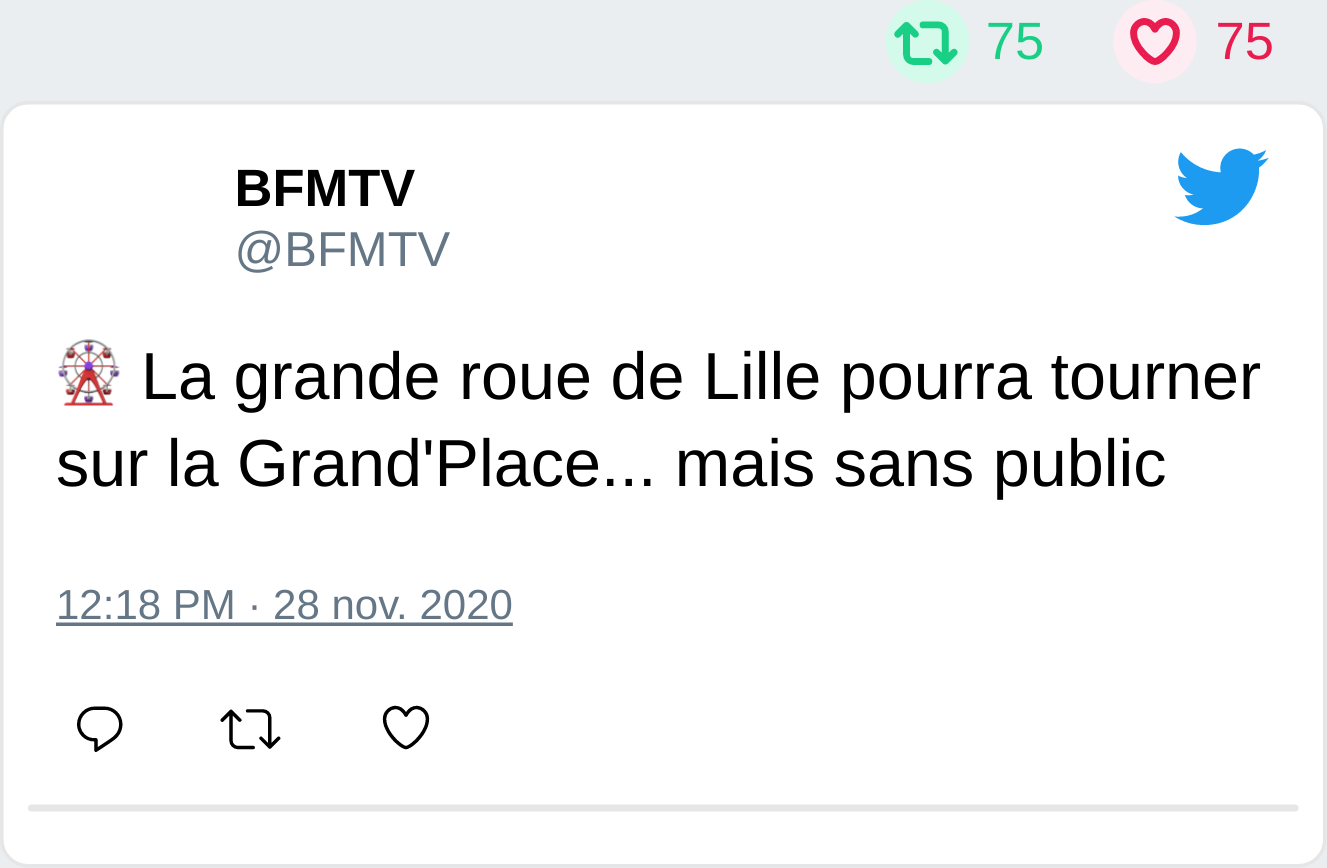 75 75
BFMTV
@BFMTV
🎡 La grande roue de Lille pourra tourner
sur la Grand'Place... mais sans public
12:18 PM · 28 nov. 2020